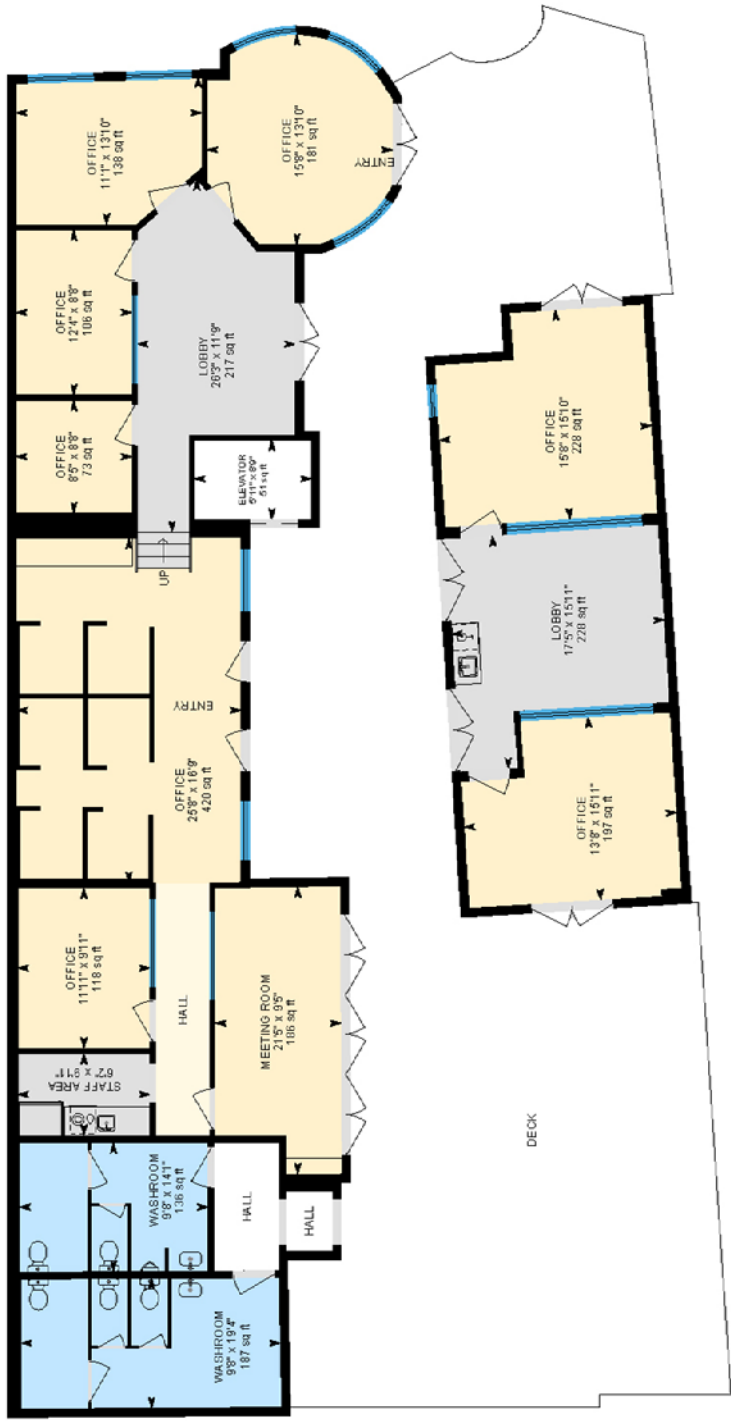 OFFICE
11'1" x 13'10"
138 sq ft
OFFICE
15'8" x 13'10"
181 sq ft
ENTRY
OFFICE
12'4" x 8'8"
106 sq ft
LOBBY
26'3" x 11'9"
217 sq ft
OFFICE
8'5" x 8'8"
73 sq ft
ELEVATOR
5'11" x 8'9"
51 sq ft
UP
OFFICE
15'8" x 15'10"
228 sq ft
LOBBY
17'5" x 15'11"
228 sq ft
OFFICE
13'8" x 15'11"
197 sq ft
ENTRY
OFFICE
25'8" x 16'9"
420 sq ft
OFFICE
11'11" x 9'11"
118 sq ft
HALL
MEETING ROOM
21'5" x 9'5"
186 sq ft
STAFF AREA
6'2" x 9'11"
WASHROOM
9'8" x 14'1"
136 sq ft
HALL
HALL
WASHROOM
9'8" x 19'4"
187 sq ft
DECK